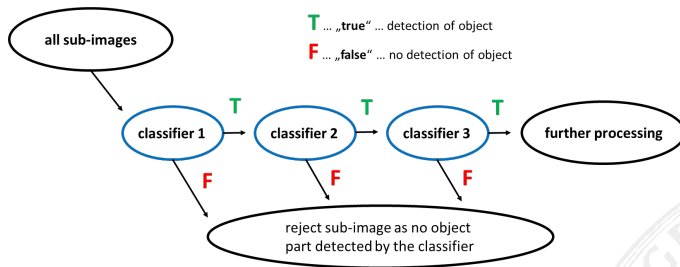 all sub-images
T ... „true“ ... detection of object
F ... „false“ ... no detection of object
T
T
T
classifier 1
classifier 2
classifier 3
further processing
F
F
F
reject sub-image as no object
part detected by the classifier